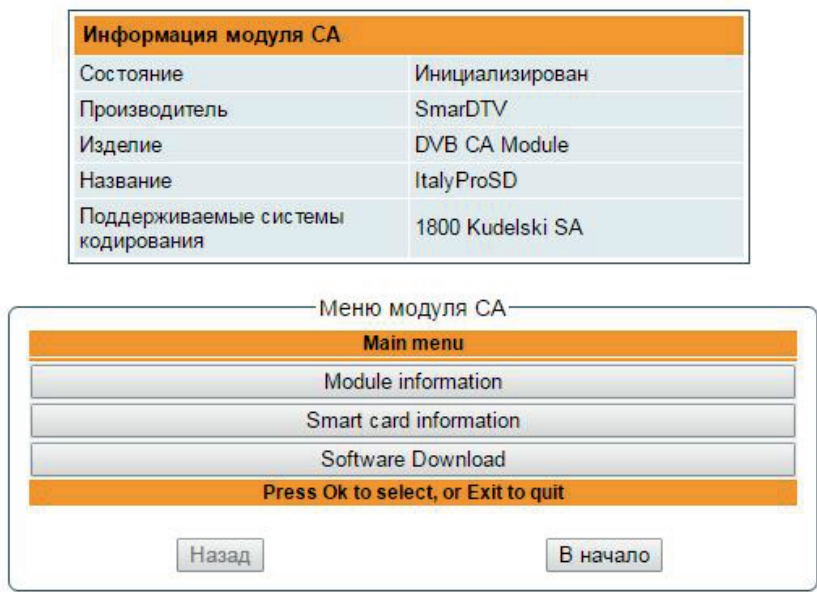 Информация модуля CA
Состояние Инициализирован
Производитель SmarDTV
Изделие DVB CA Module
Название ItalyProSD
Поддерживаемые системы
кодирования 1800 Kudelski SA
Меню модуля CA
Main menu
Module information
Smart card information
Software Download
Press Ok to select, or Exit to quit
Назад В начало